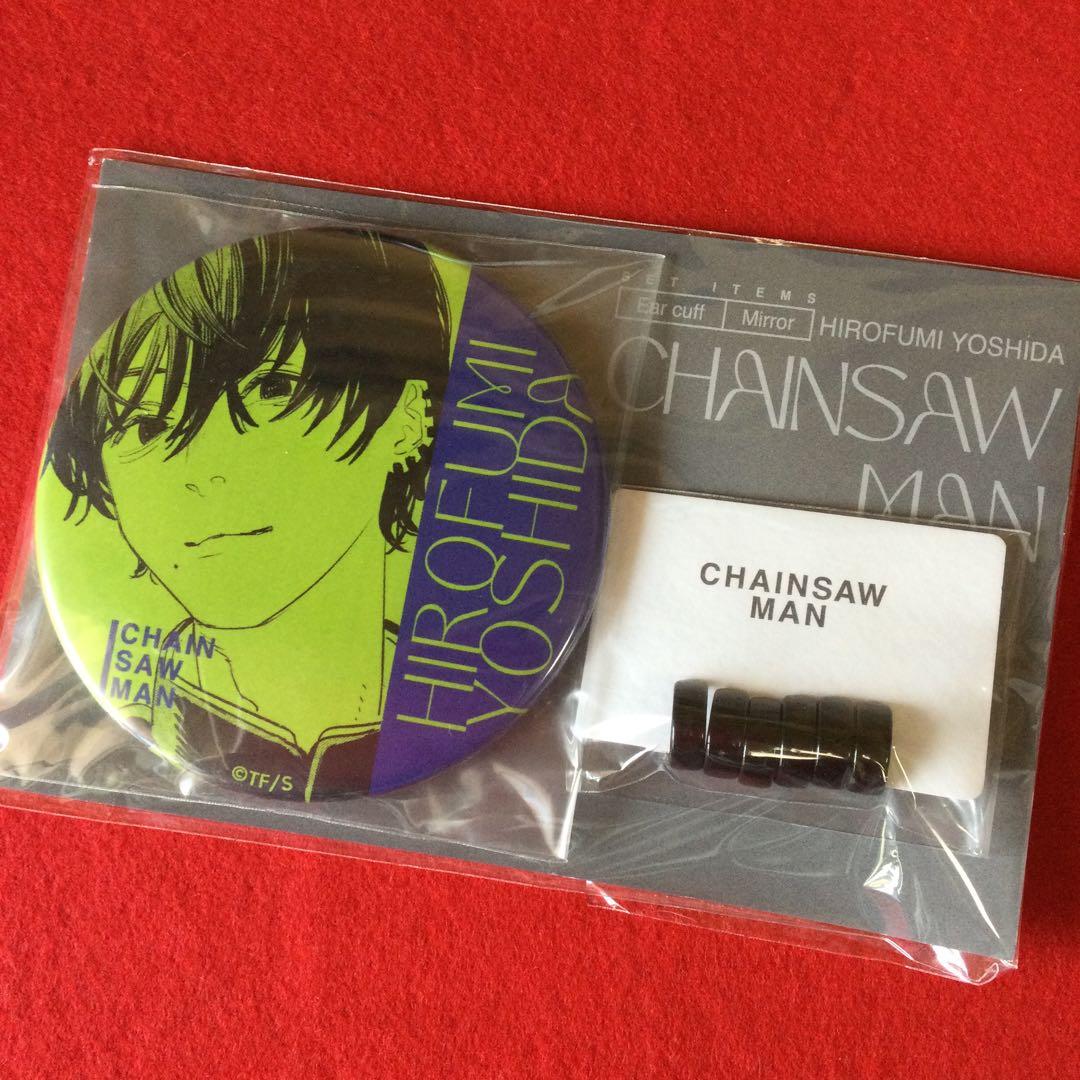 SET ITEMS
Ear cuff Mirror HIROFUMI YOSHIDA
CHAINSAW
MAN
HIROFUMI
YOSHIDA
CHAIN
SAW
MAN
©TF/S
CHAINSAW
MAN